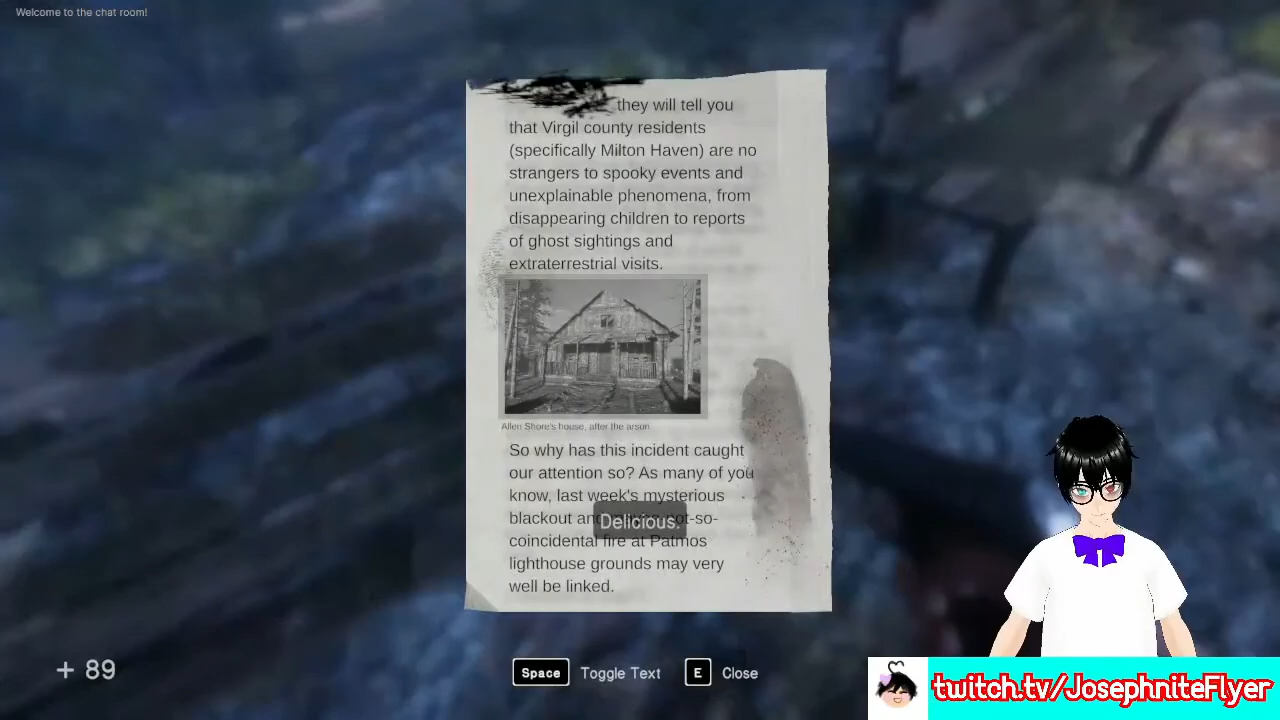 Welcome to the chat room!
they will tell you
that Virgil county residents
(specifically Milton Haven) are no
strangers to spooky events and
unexplainable phenomena, from
disappearing children to reports
of ghost sightings and
extraterrestrial visits.
Allen Shore's house, after the arson
So why has this incident caught
our attention so? As many of you
know, last week's mysterious
blackout and not-so-
Delicious.
coincidental fire at Patmos
lighthouse grounds may very
well be linked.
+ 89
Space Toggle Text E Close
twitch.tv/JosephniteFlyer